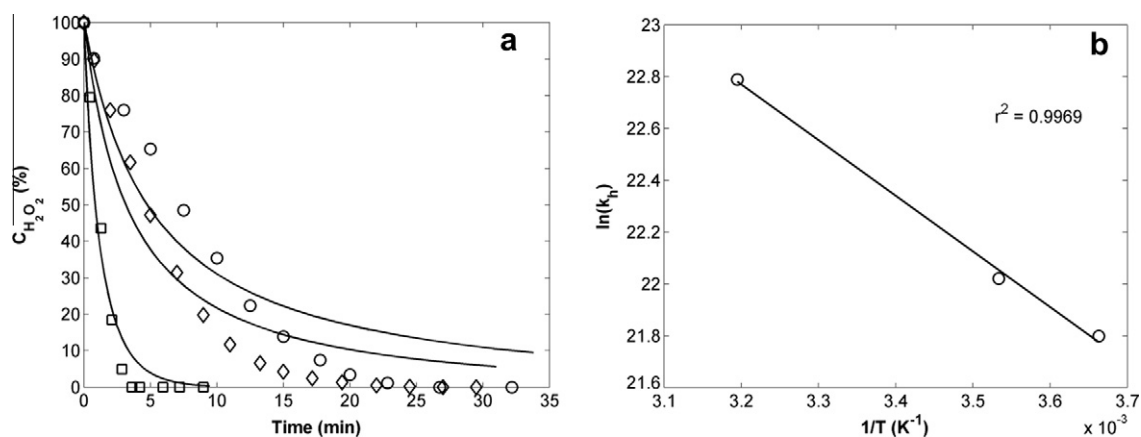 a
100
90
80
70
60
50
40
30
20
10
0
C_H₂O₂ (%)
0 5 10 15 20 25 30 35
Time (min)
b
23
22.8
22.6
22.4
22.2
22
21.8
21.6
ln(k_h)
r² = 0.9969
3.1 3.2 3.3 3.4 3.5 3.6 3.7
1/T (K⁻¹)
x 10⁻³